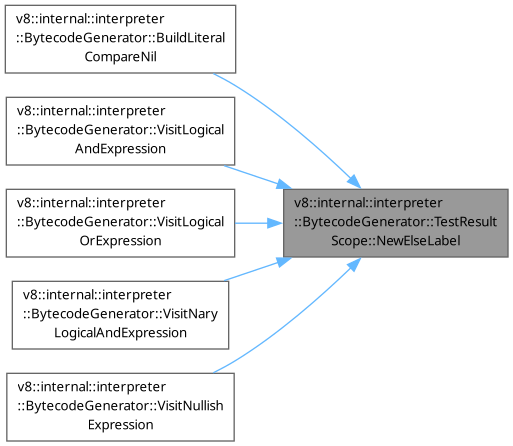 v8::internal::interpreter
::BytecodeGenerator::BuildLiteral
CompareNil
v8::internal::interpreter
::BytecodeGenerator::VisitLogical
AndExpression
v8::internal::interpreter
::BytecodeGenerator::VisitLogical
OrExpression
v8::internal::interpreter
::BytecodeGenerator::VisitNary
LogicalAndExpression
v8::internal::interpreter
::BytecodeGenerator::VisitNullish
Expression
v8::internal::interpreter
::BytecodeGenerator::TestResult
Scope::NewElseLabel